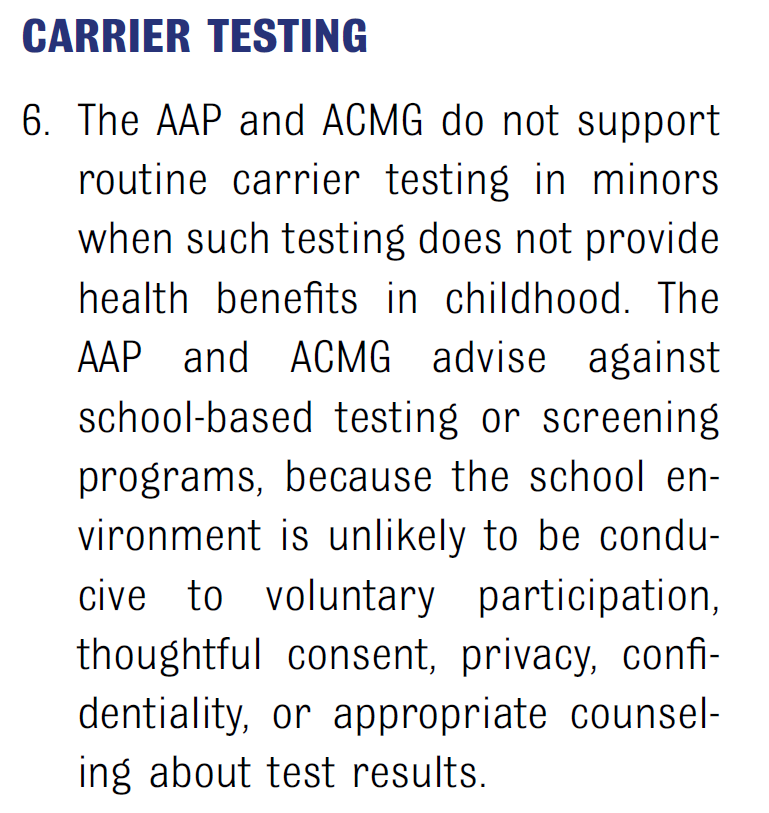 CARRIER TESTING
6. The AAP and ACMG do not support
routine carrier testing in minors
when such testing does not provide
health benefits in childhood. The
AAP and ACMG advise against
school-based testing or screening
programs, because the school en-
vironment is unlikely to be condu-
cive to voluntary participation,
thoughtful consent, privacy, confi-
dentiality, or appropriate counsel-
ing about test results.